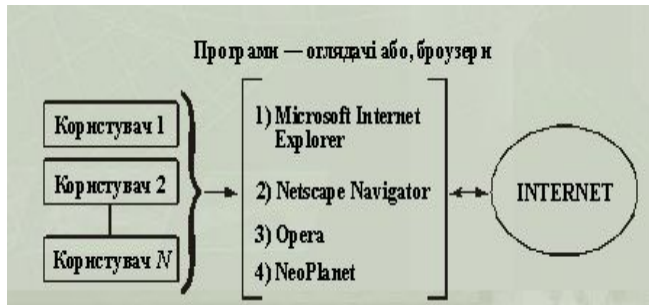 Програми — оглядачі або, броузери
Користувач 1
Користувач 2
Користувач N
1) Microsoft Internet
Explorer
2) Netscape Navigator
3) Opera
4) NeoPlanet
INTERNET